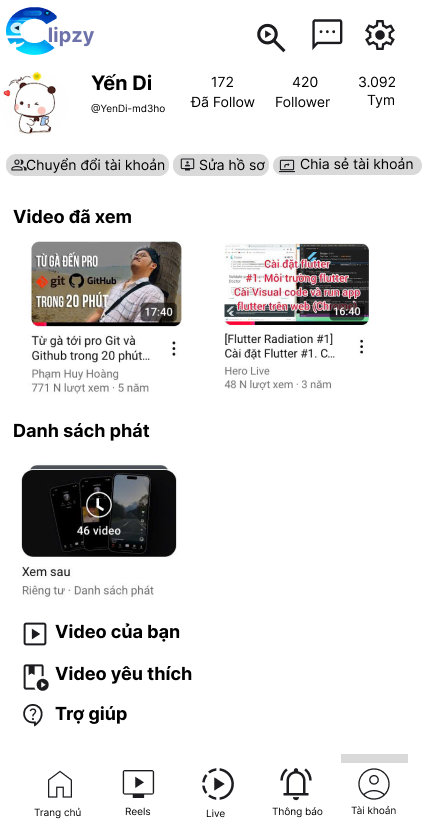 Clipzy
Yến Di
@YenDi-md3ho
172
Đã Follow
420
Follower
3.092
Tym
Chuyển đổi tài khoản
Sửa hồ sơ
Chia sẻ tài khoản
Video đã xem
TỪ GÀ ĐẾN PRO
git GitHub
TRONG 20 PHÚT
17:40
Từ gà tới pro Git và
Github trong 20 phút...
Phạm Huy Hoàng
771 N lượt xem · 5 năm
Cài đặt flutter
#1. Môi trường flutter
Cài Visual code và run app
flutter trên web (Ch
16:40
[Flutter Radiation #1]
Cài đặt Flutter #1. C...
Hero Live
48 N lượt xem · 3 năm
Danh sách phát
46 video
Xem sau
Riêng tư · Danh sách phát
Video của bạn
Video yêu thích
Trợ giúp
Trang chủ
Reels
Live
Thông báo
Tài khoản